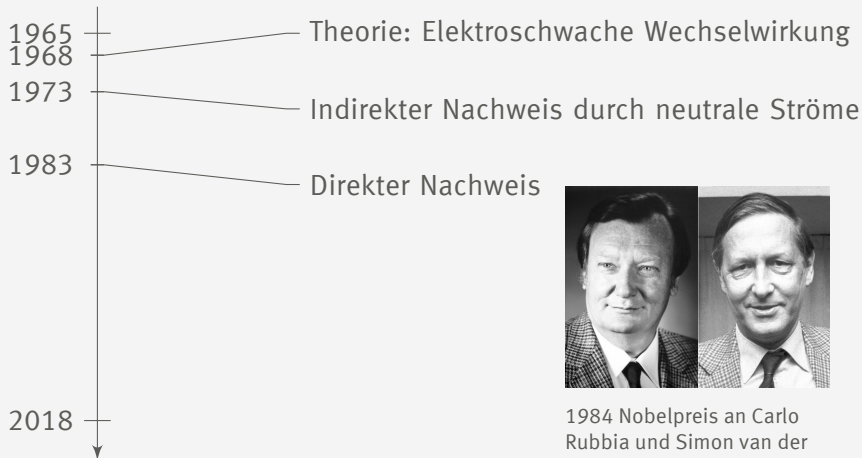 1965
Theorie: Elektroschwache Wechselwirkung
1968
1973
Indirekter Nachweis durch neutrale Ströme
1983
Direkter Nachweis
2018
1984 Nobelpreis an Carlo
Rubbia und Simon van der